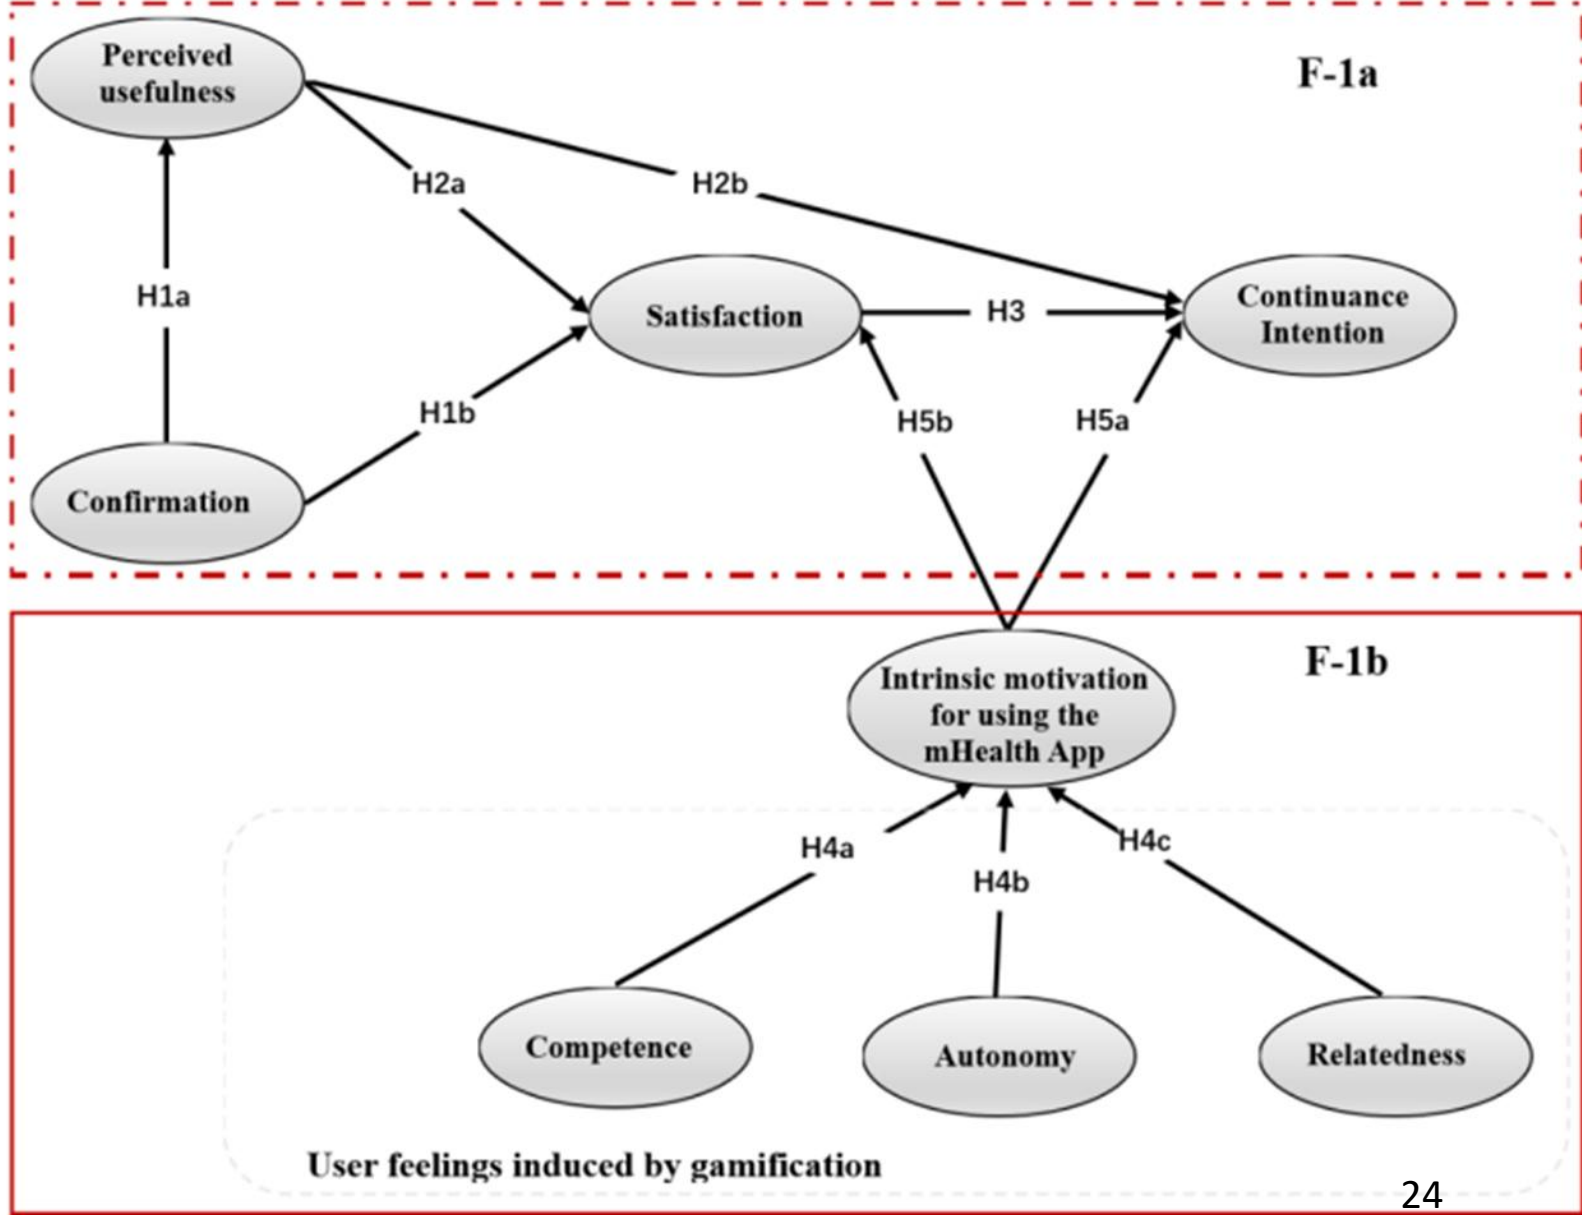 Perceived
usefulness
F-1a
H2a
H2b
H1a
Satisfaction
H3
Continuance
Intention
H1b
H5b
H5a
Confirmation
F-1b
Intrinsic motivation
for using the
mHealth App
H4a
H4b
H4c
Competence
Autonomy
Relatedness
User feelings induced by gamification
24